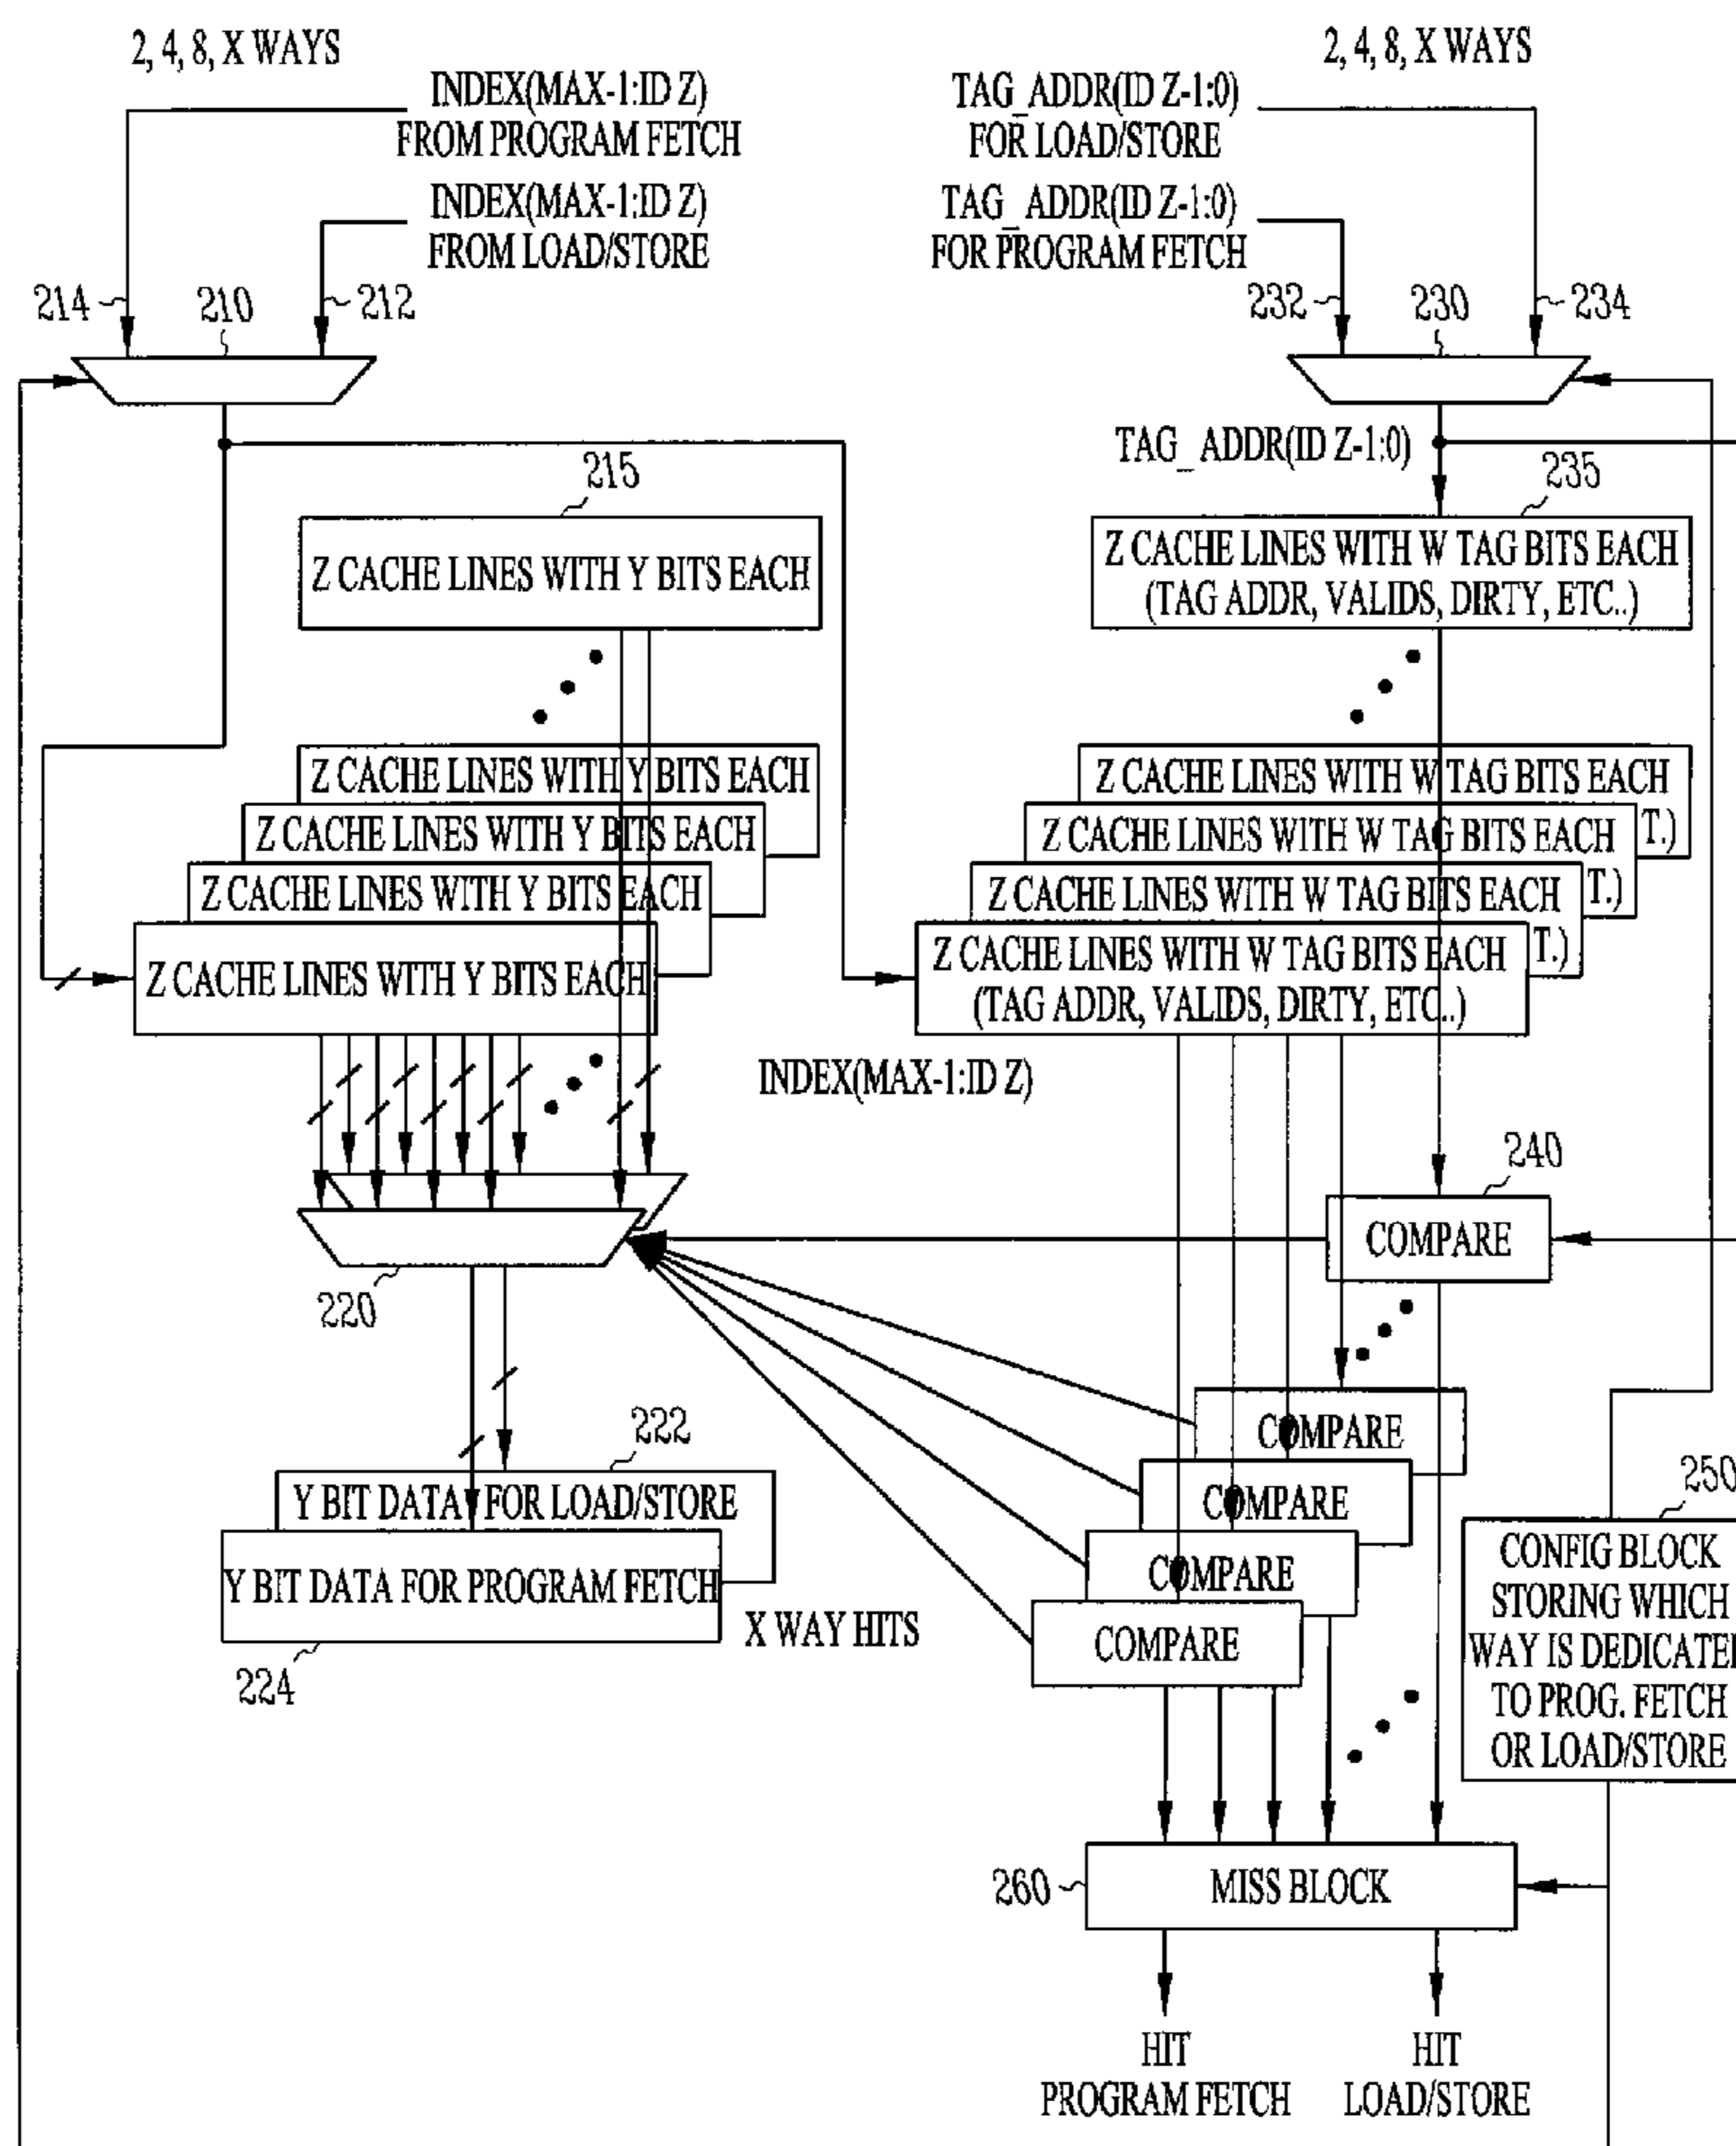 2, 4, 8, X WAYS
2, 4, 8, X WAYS
INDEX(MAX-1:ID Z)
FROM PROGRAM FETCH
INDEX(MAX-1:ID Z)
FROM LOAD/STORE
TAG_ADDR(ID Z-1:0)
FOR LOAD/STORE
TAG_ADDR(ID Z-1:0)
FOR PROGRAM FETCH
214
210
212
232
230
234
TAG_ADDR(ID Z-1:0)
215
235
Z CACHE LINES WITH Y BITS EACH
Z CACHE LINES WITH W TAG BITS EACH
(TAG ADDR, VALIDS, DIRTY, ETC..)
Z CACHE LINES WITH Y BITS EACH
Z CACHE LINES WITH Y BITS EACH
Z CACHE LINES WITH Y BITS EACH
Z CACHE LINES WITH Y BITS EACH
Z CACHE LINES WITH W TAG BITS EACH
Z CACHE LINES WITH W TAG BITS EACH
T.)
Z CACHE LINES WITH W TAG BITS EACH
T.)
Z CACHE LINES WITH W TAG BITS EACH
T.)
(TAG ADDR, VALIDS, DIRTY, ETC..)
INDEX(MAX-1:ID Z)
240
COMPARE
220
222
Y BIT DATA FOR LOAD/STORE
Y BIT DATA FOR PROGRAM FETCH
224
X WAY HITS
COMPARE
COMPARE
COMPARE
COMPARE
250
CONFIG BLOCK
STORING WHICH
WAY IS DEDICATE
TO PROG. FETCH
OR LOAD/STORE
260
MISS BLOCK
HIT
PROGRAM FETCH
HIT
LOAD/STORE